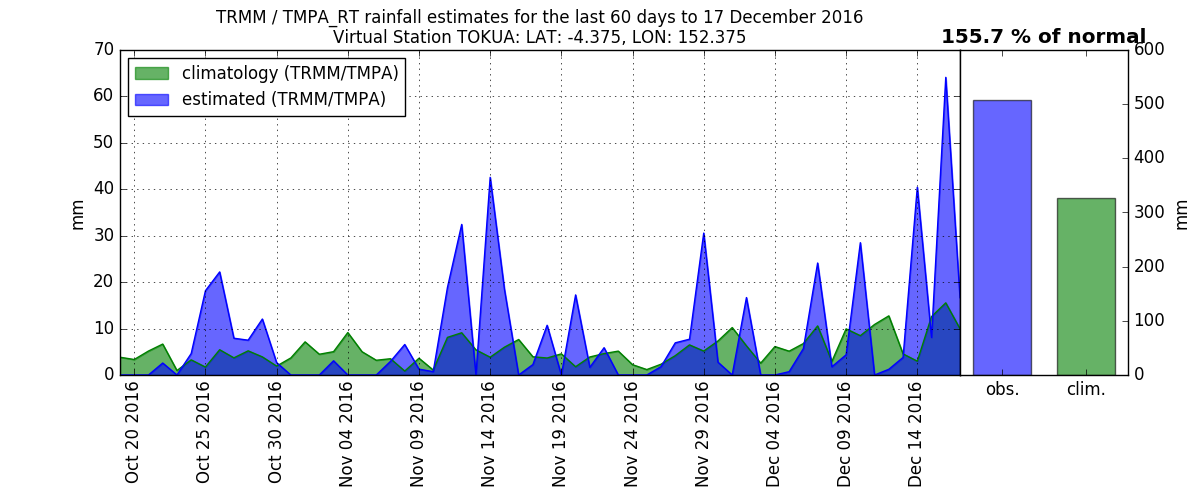 TRMM / TMPA_RT rainfall estimates for the last 60 days to 17 December 2016
Virtual Station TOKUA: LAT: -4.375, LON: 152.375
155.7 % of normal
climatology (TRMM/TMPA)
estimated (TRMM/TMPA)
70
60
50
40
30
20
10
0
mm
Oct 20 2016
Oct 25 2016
Oct 30 2016
Nov 04 2016
Nov 09 2016
Nov 14 2016
Nov 19 2016
Nov 24 2016
Nov 29 2016
Dec 04 2016
Dec 09 2016
Dec 14 2016
obs.
clim.
600
500
400
300
200
100
0
mm